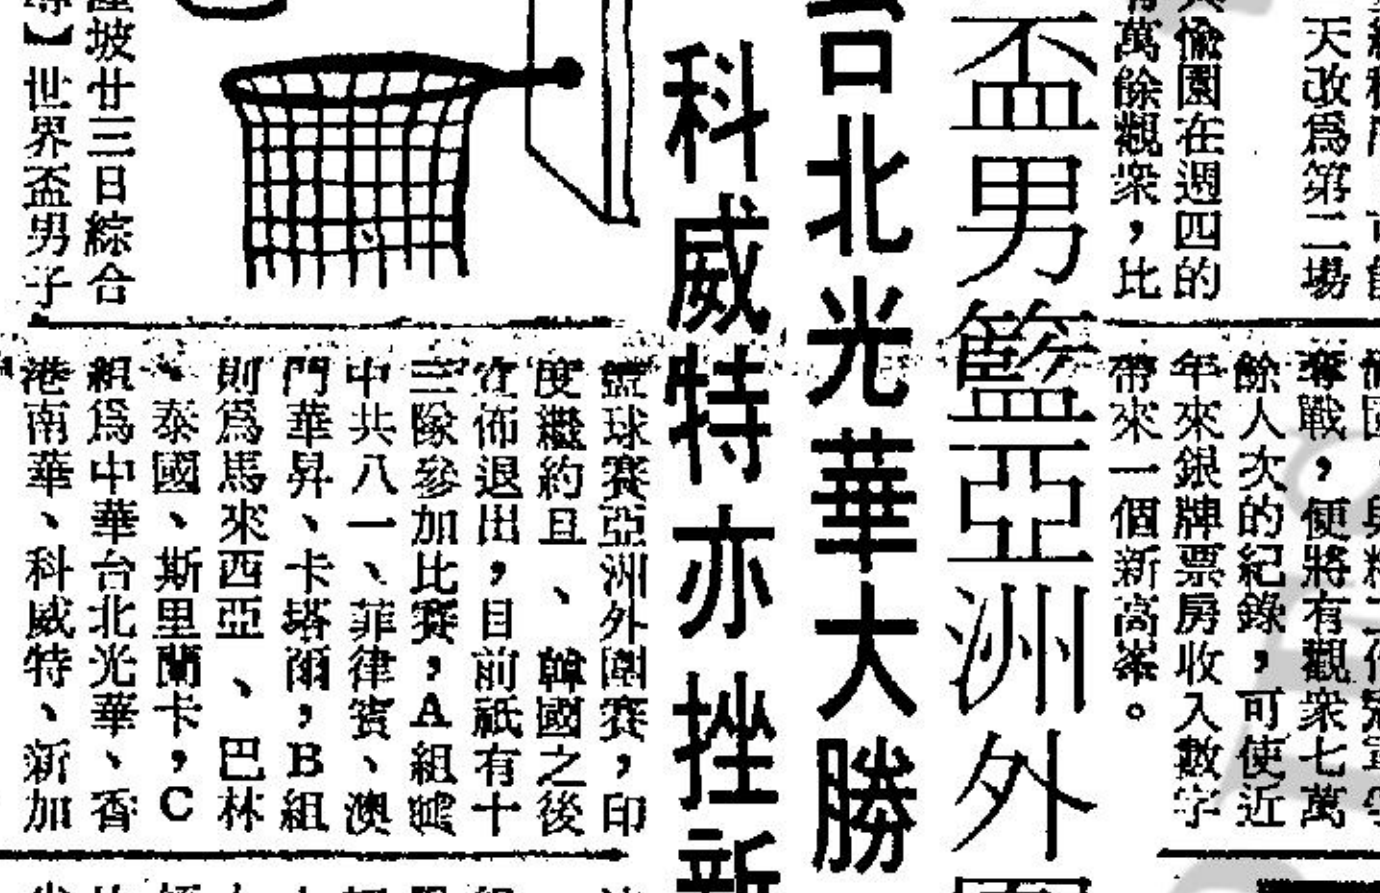 天改爲第二場
愉園在週四的
有萬餘觀衆，比
奪戰，便將有觀衆七萬
餘人次的紀錄，可使近
年來銀牌票房收入數字
帶來一個新高峯。
盃男籃亞洲外圍
台北光華大勝
科威特亦挫新
坡廿三日綜合
】世界盃男子
籃球賽亞洲外圍賽，印
度繼約旦、韓國之後
宣佈退出，目前祇有十
三隊參加比賽，A組
中共八一、菲律賓、澳
門華昇、卡塔爾，B組
則爲馬來西亞、巴林
、泰國、斯里蘭卡，C
組爲中華台北光華、香
港南華、科威特、新加